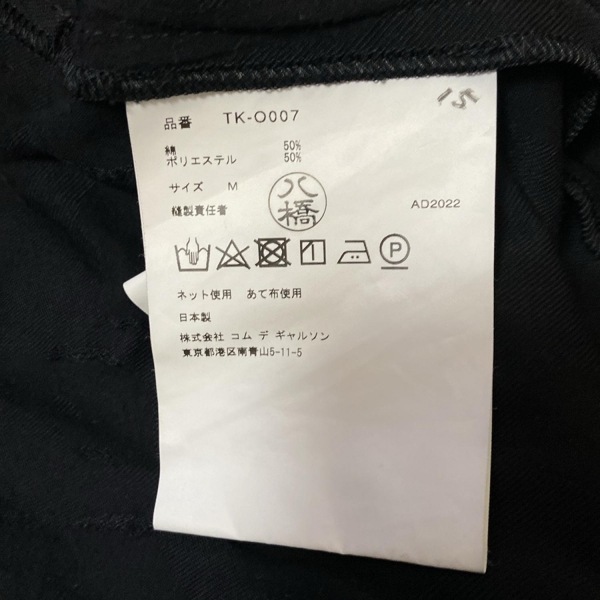 15
品番 TK-O007
綿 50%
ポリエステル 50%
サイズ M
八橋
縫製責任者
AD2022
P
ネット使用 あて布使用
日本製
株式会社 コム デ ギャルソン
東京都港区南青山5-11-5